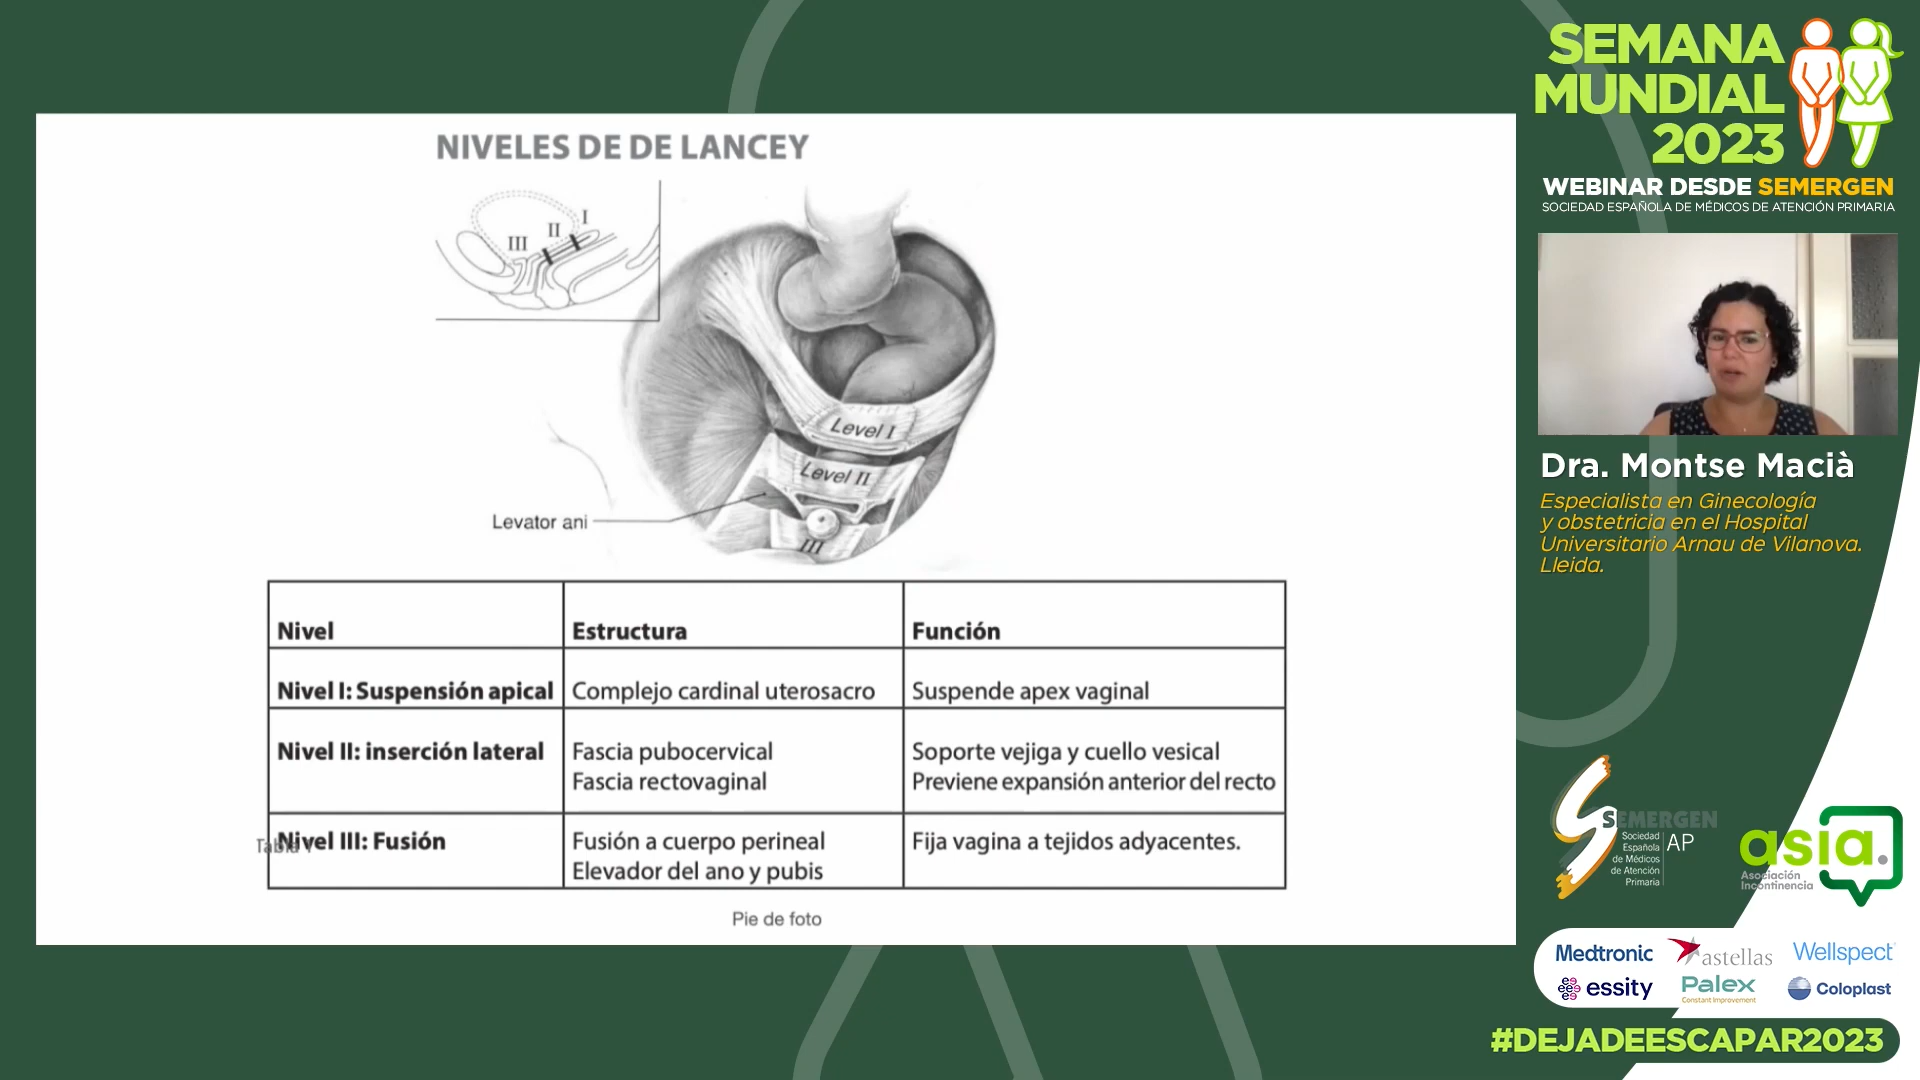 NIVELES DE DE LANCEY
I
II
III
Level I
Level II
Levator ani
III
Nivel
Estructura
Función
Nivel I: Suspensión apical
Complejo cardinal uterosacro
Suspende apex vaginal
Nivel II: inserción lateral
Fascia pubocervical
Fascia rectovaginal
Soporte vejiga y cuello vesical
Previene expansión anterior del recto
Nivel III: Fusión
Fusión a cuerpo perineal
Elevador del ano y pubis
Fija vagina a tejidos adyacentes.
Pie de foto
SEMANA
MUNDIAL
2023
WEBINAR DESDE SEMERGEN
SOCIEDAD ESPAÑOLA DE MÉDICOS DE ATENCIÓN PRIMARIA
Dra. Montse Macià
Especialista en Ginecología
y obstetricia en el Hospital
Universitario Arnau de Vilanova.
Lleida.
SEMERGEN
Sociedad
Española
de Médicos
de Atención
Primaria
AP
asia.
Asociación
Incontinencia
Medtronic
astellas
Wellspect
essity
Palex
Constant Improvement
Coloplast
#DEJADEESCAPAR2023